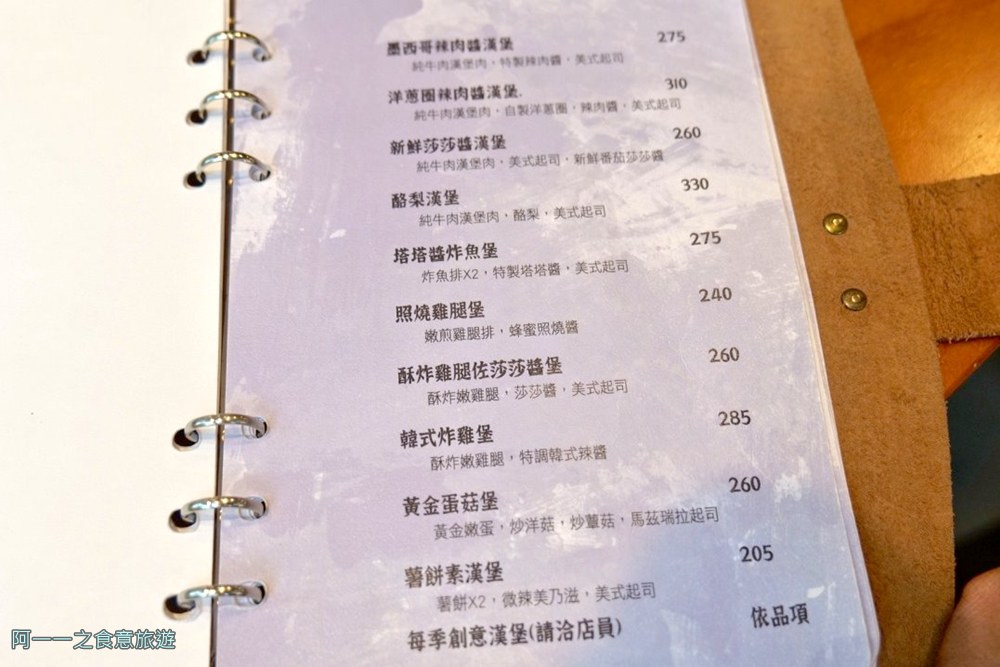 墨西哥辣肉醬漢堡 275
純牛肉漢堡肉，特製辣肉醬，美式起司
洋蔥圈辣肉醬漢堡. 310
純牛肉漢堡肉，自製洋蔥圈，辣肉醬，美式起司
新鮮莎莎醬漢堡 260
純牛肉漢堡肉，美式起司，新鮮番茄莎莎醬
酪梨漢堡 330
純牛肉漢堡肉，酪梨，美式起司
塔塔醬炸魚堡 275
炸魚排X2，特製塔塔醬，美式起司
照燒雞腿堡 240
嫩煎雞腿排，蜂蜜照燒醬
酥炸雞腿佐莎莎醬堡 260
酥炸嫩雞腿，莎莎醬，美式起司
韓式炸雞堡 285
酥炸嫩雞腿，特調韓式辣醬
黃金蛋菇堡 260
黃金嫩蛋，炒洋菇，炒蕈菇，馬茲瑞拉起司
薯餅素漢堡 205
薯餅X2，微辣美乃滋，美式起司
每季創意漢堡(請洽店員) 依品項
阿一一之食意旅遊